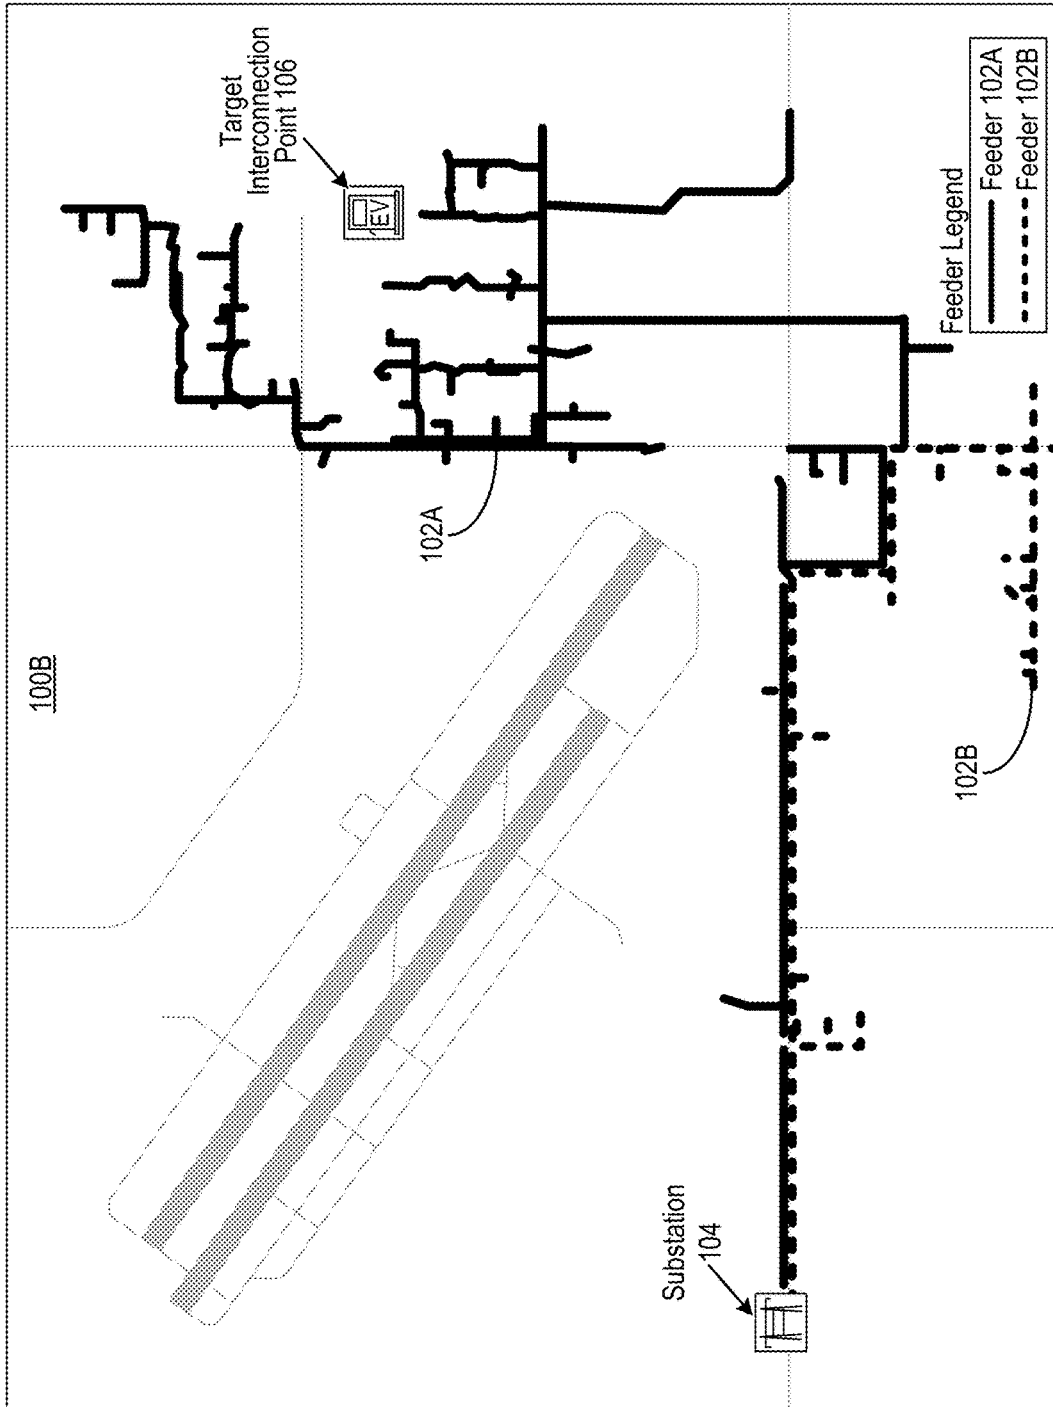 100B
Target
Interconnection
Point 106
EV
102A
Substation
104
102B
Feeder Legend
Feeder 102A
Feeder 102B